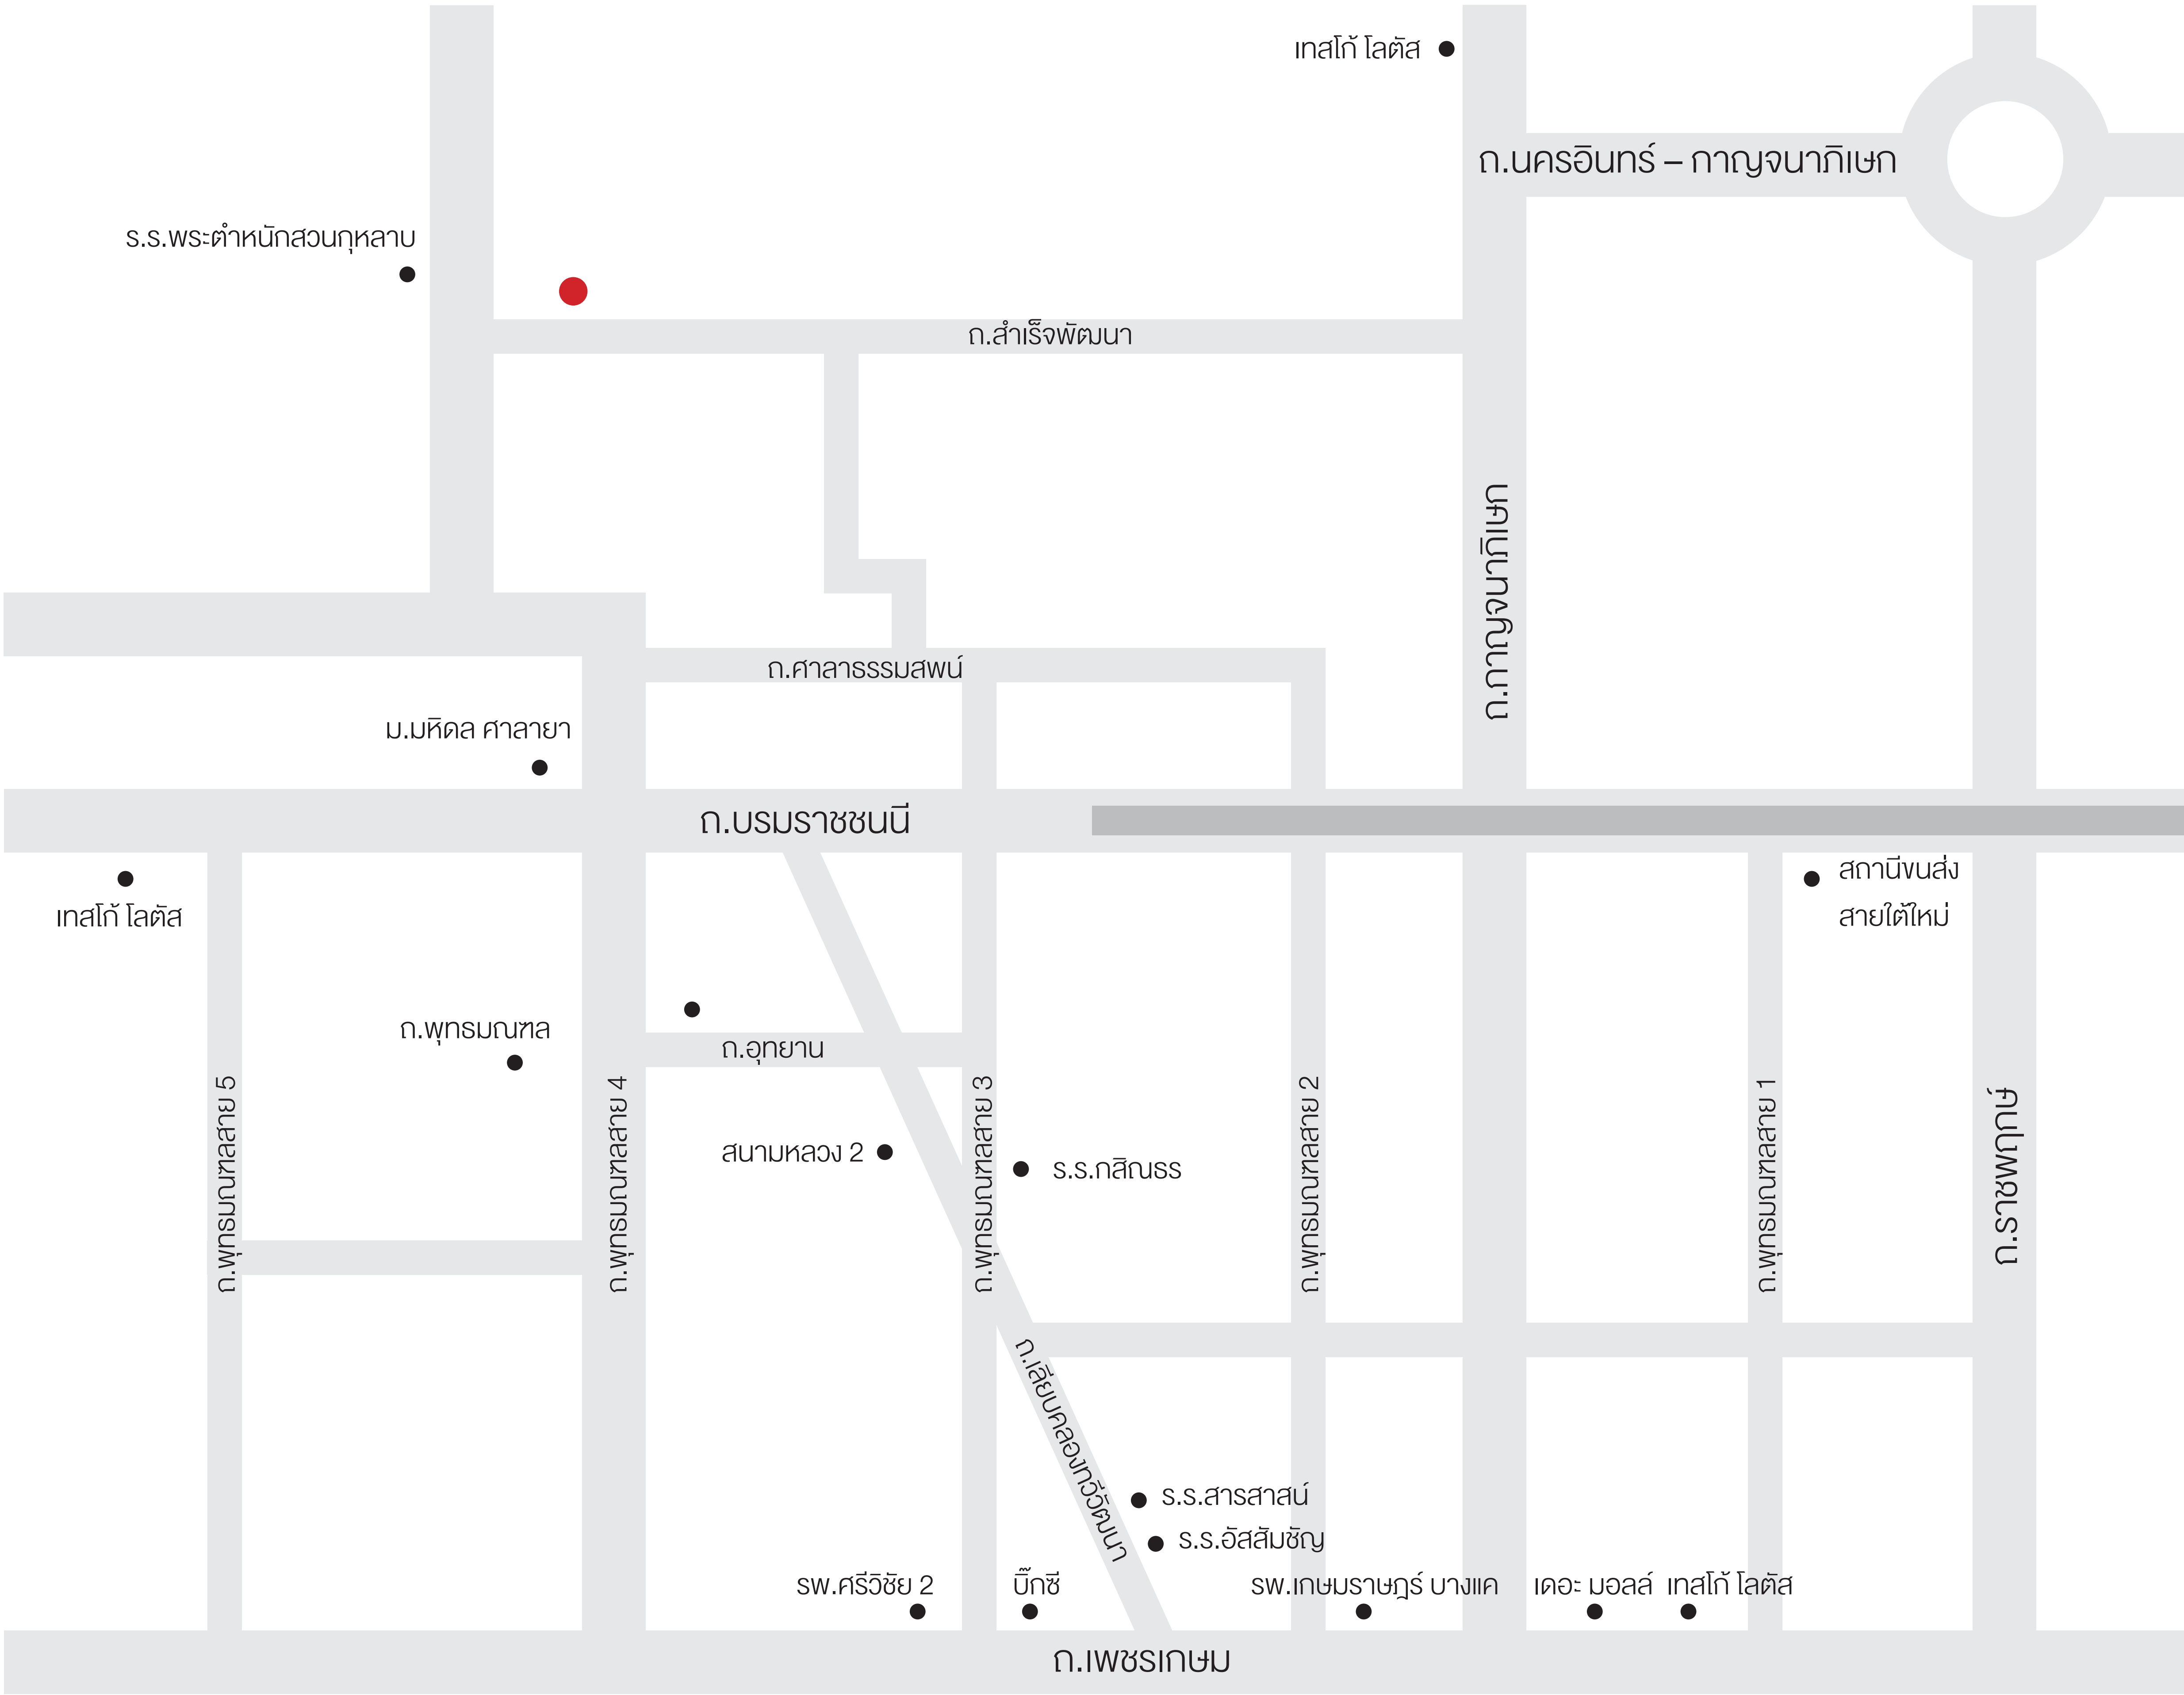 เทสโก้ โลตัส
ถ.นครอินทร์ – กาญจนาภิเษก
ร.ร.พระตำหนักสวนกุหลาบ
ถ.สำเร็จพัฒนา
ถ.กาญจนาภิเษก
ถ.ศาลาธรรมสพน์
ม.มหิดล ศาลายา
ถ.บรมราชชนนี
เทสโก้ โลตัส
สถานีขนส่ง
สายใต้ใหม่
ถ.พุทธมณฑล
ถ.อุทยาน
ถ.พุทธมณฑลสาย 5
ถ.พุทธมณฑลสาย 4
ถ.พุทธมณฑลสาย 3
ถ.พุทธมณฑลสาย 2
ถ.พุทธมณฑลสาย 1
ถ.ราชพฤกษ์
สนามหลวง 2
ร.ร.กสิณธร
ถ.เลียบคลองทวีวัฒนา
ร.ร.สารสาสน์
ร.ร.อัสสัมชัญ
รพ.ศรีวิชัย 2
บิ๊กซี
รพ.เกษมราษฎร์ บางแค
เดอะ มอลล์
เทสโก้ โลตัส
ถ.เพชรเกษม